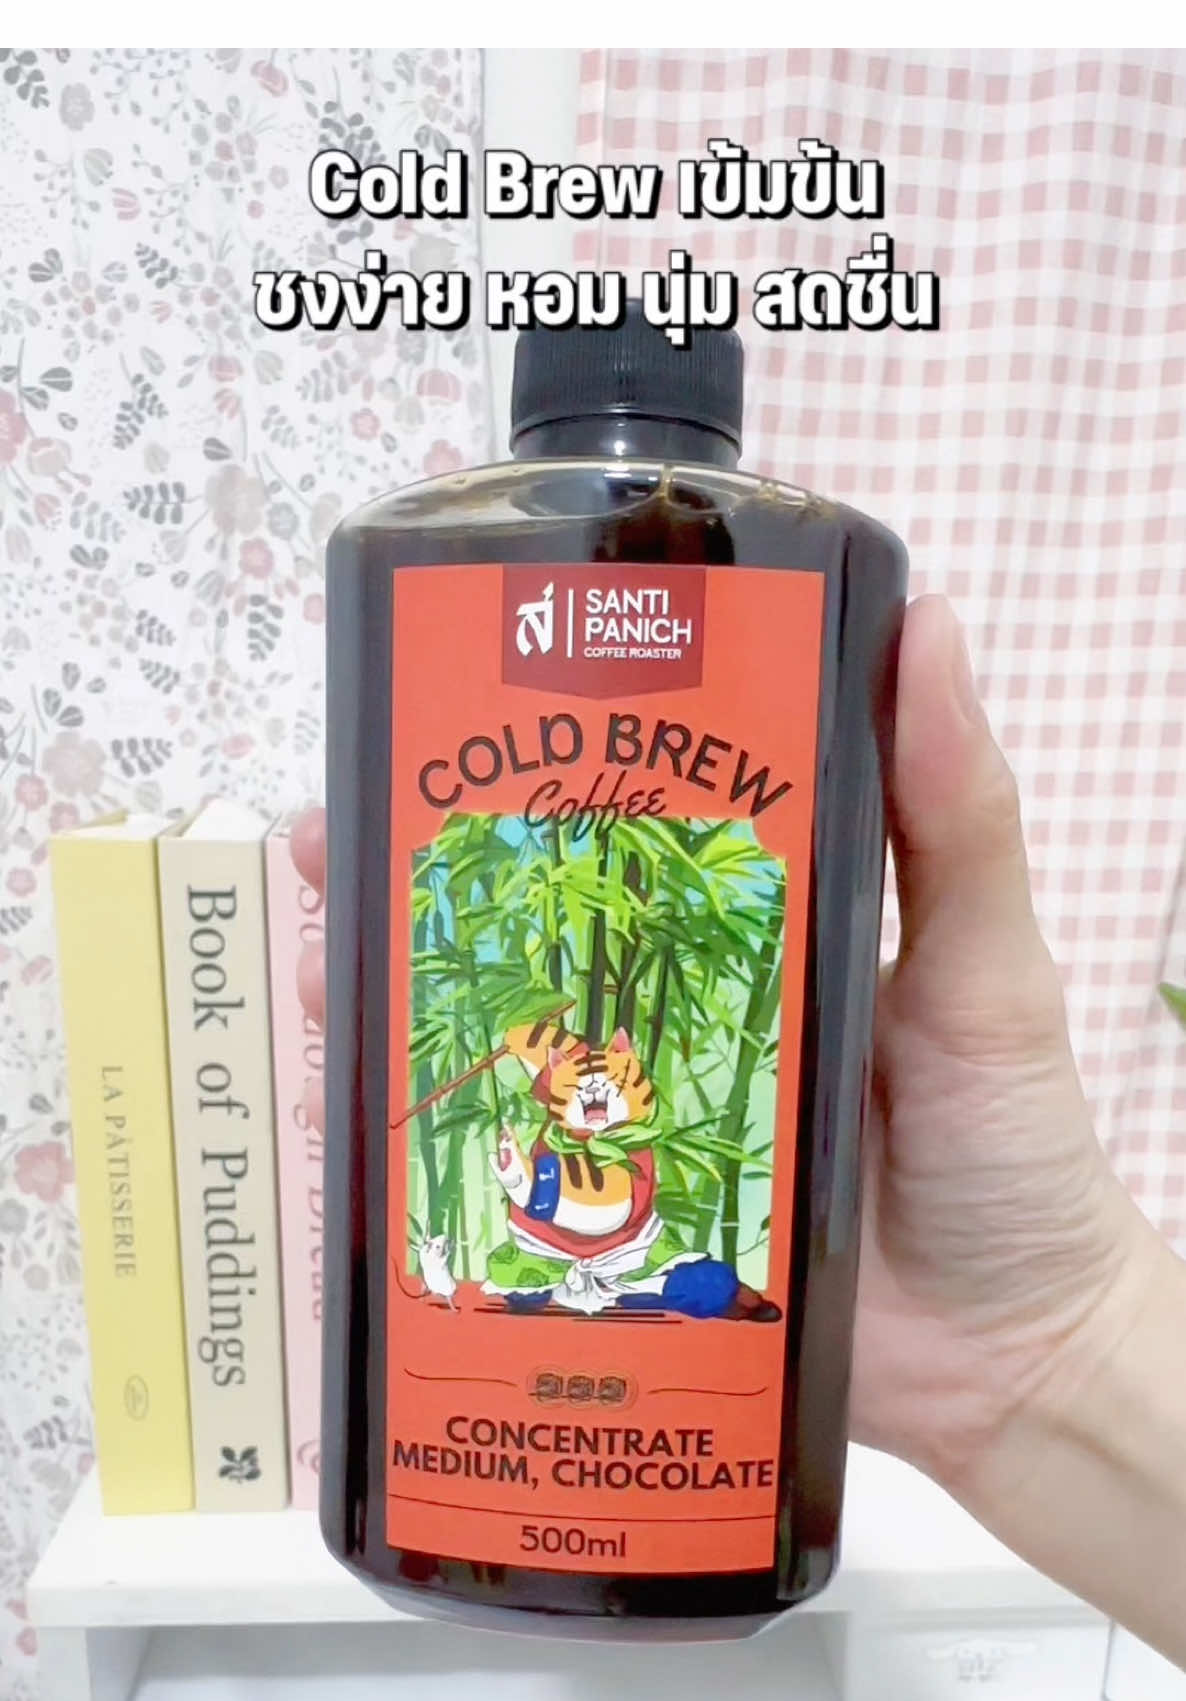 Cold Brew เข้มข้น
ชงง่าย หอม นุ่ม สดชื่น
ส่
SANTI
PANICH
COFFEE ROASTER
COLD BREW
Coffee
CONCENTRATE
MEDIUM, CHOCOLATE
500ml
LA PÂTISSERIE
Book of Puddings